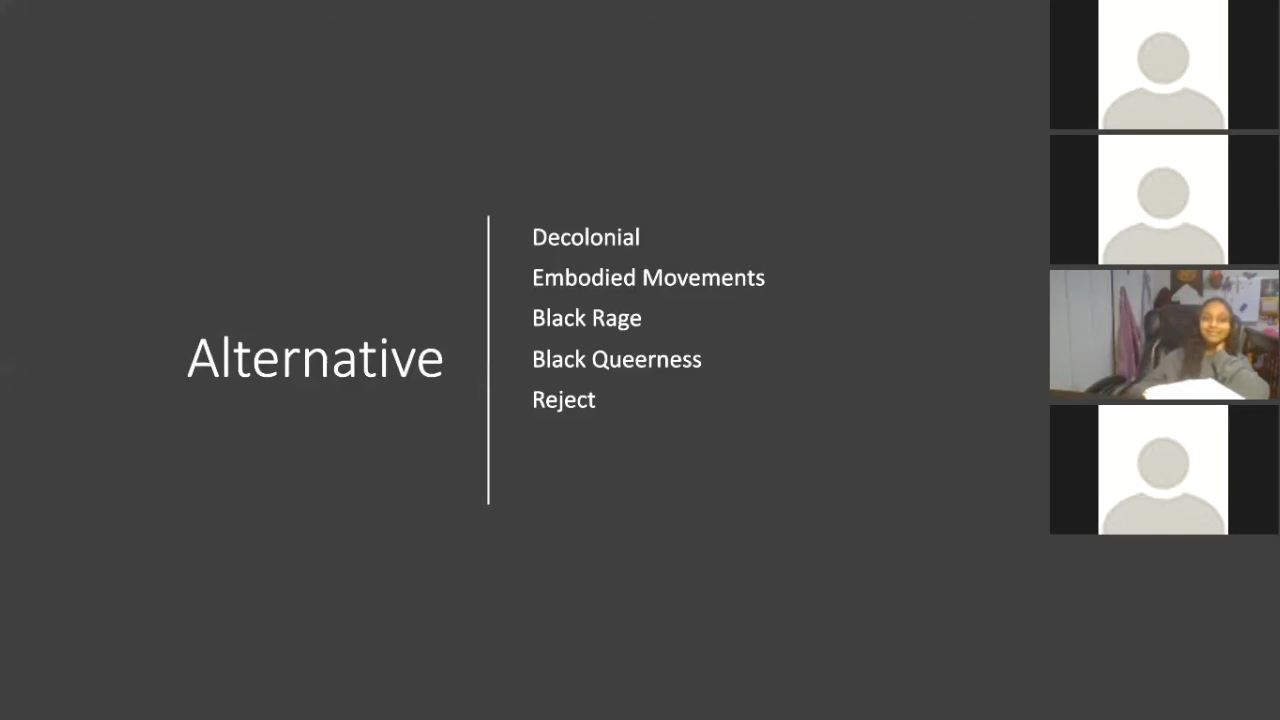 Alternative
Decolonial
Embodied Movements
Black Rage
Black Queerness
Reject